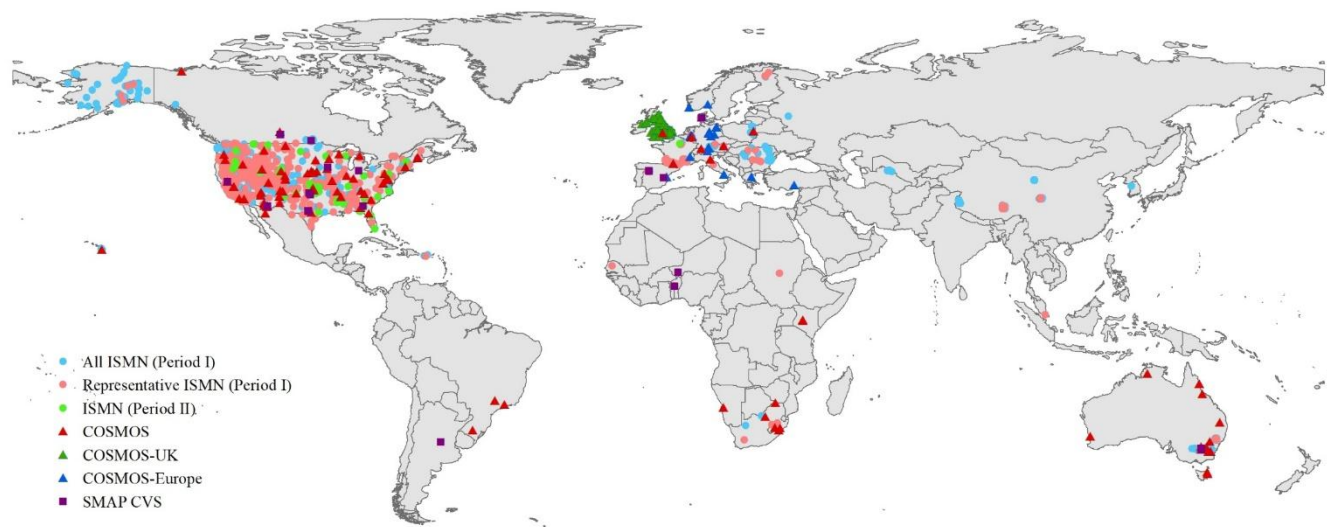 All ISMN (Period I)
Representative ISMN (Period I)
ISMN (Period II)
COSMOS
COSMOS-UK
COSMOS-Europe
SMAP CVS